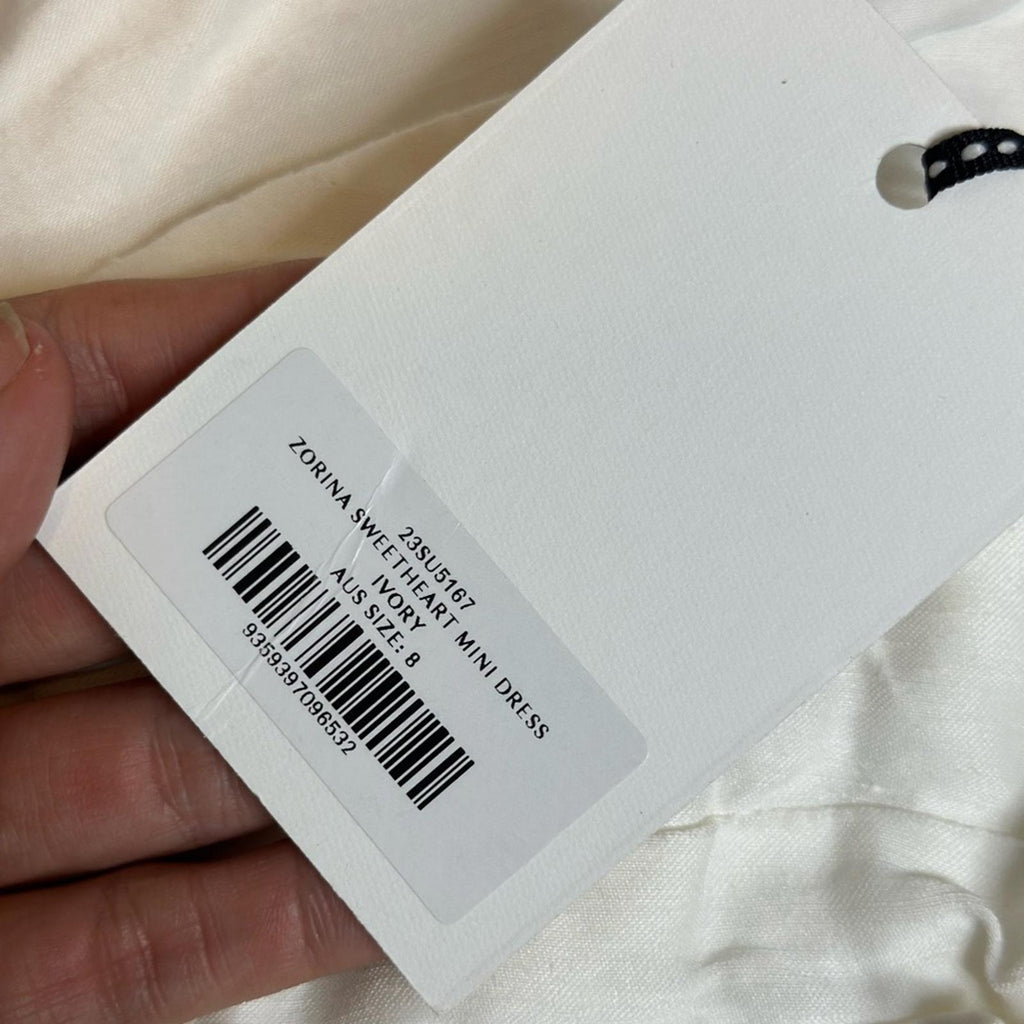 23SU5167
ZORINA SWEETHEART MINI DRESS
IVORY
AUS SIZE: 8
9359397096532